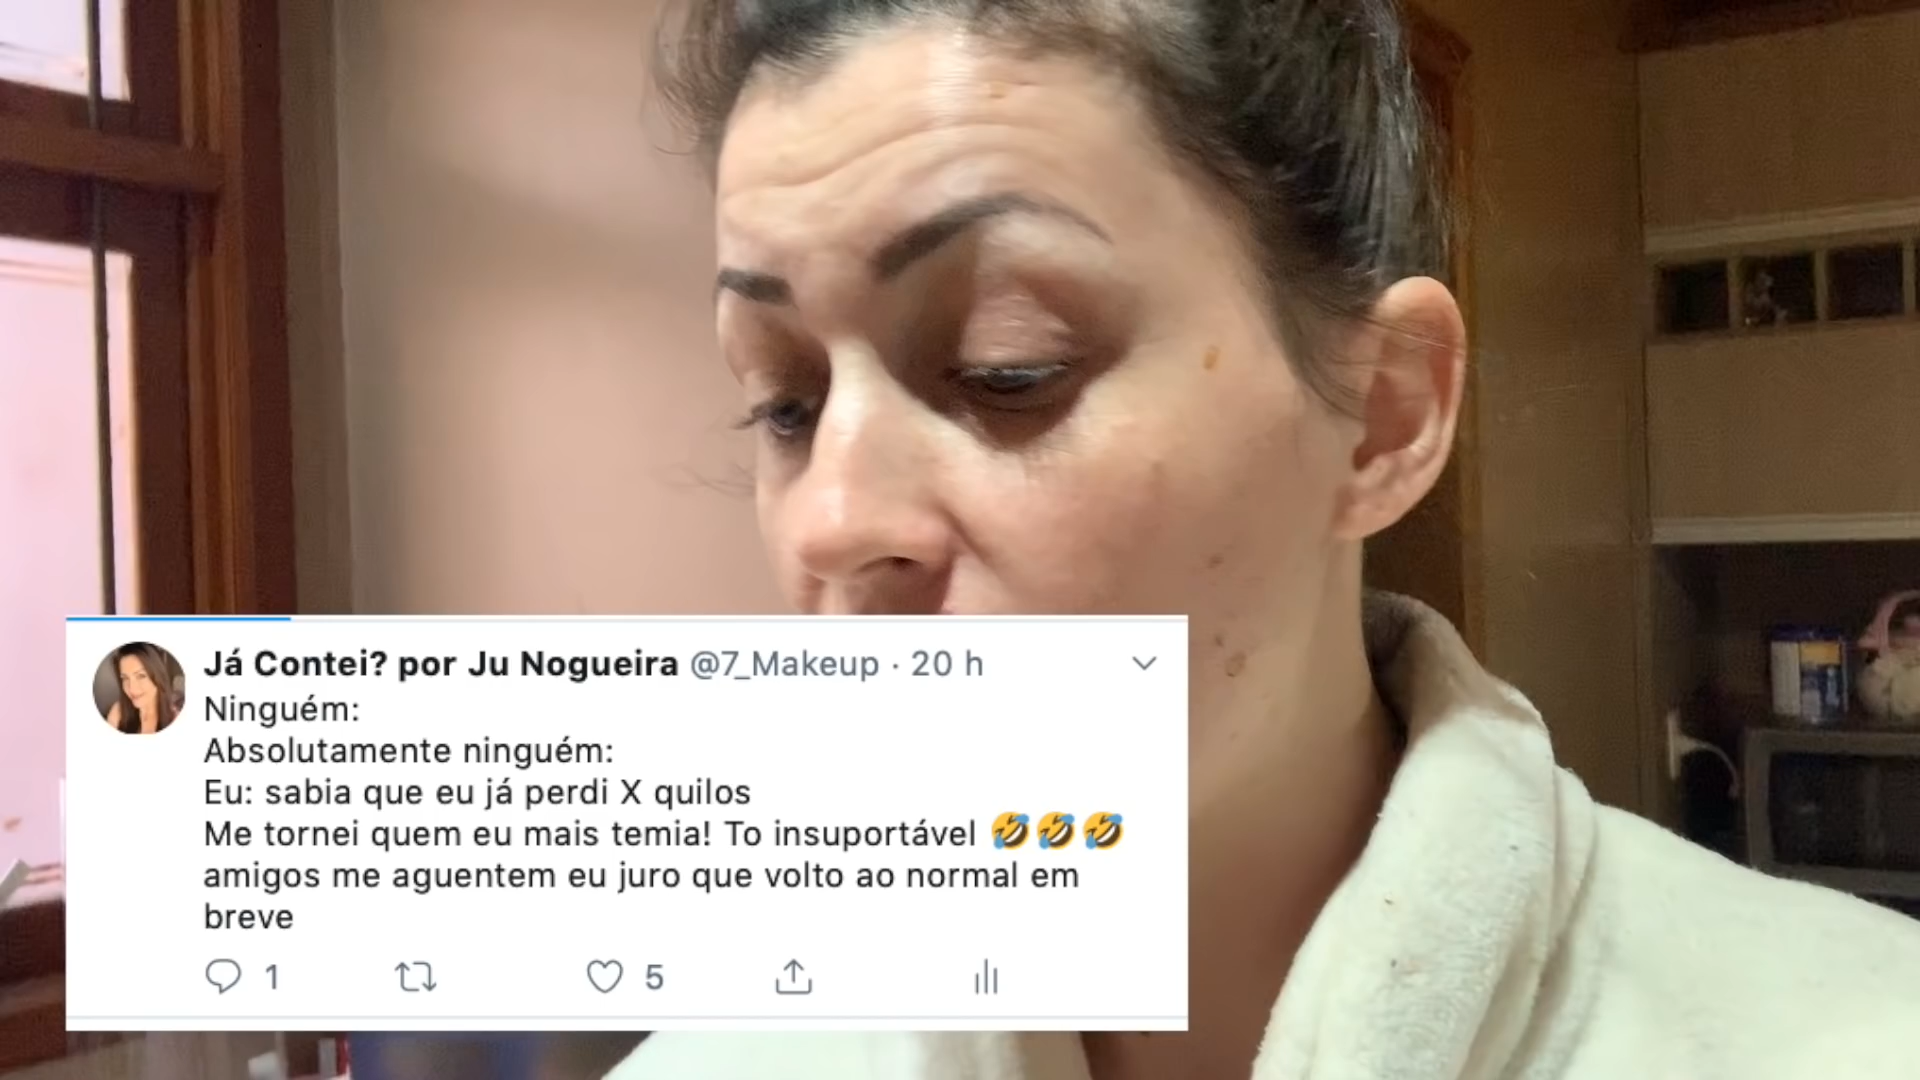 Já Contei? por Ju Nogueira @7_Makeup · 20 h
Ninguém:
Absolutamente ninguém:
Eu: sabia que eu já perdi X quilos
Me tornei quem eu mais temia! To insuportável 🤣🤣🤣
amigos me aguentem eu juro que volto ao normal em
breve
1 5